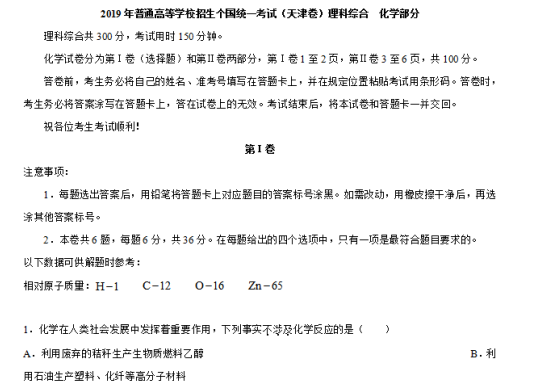 2019年普通高等学校招生个国统一考试(天津卷)理科综合 化学部分
理科综合共300分,考试用时150分钟。
化学试卷分为第Ⅰ卷(选择题)和第Ⅱ卷两部分,第Ⅰ卷1至2页,第Ⅱ卷3至6页,共100分。
答卷前,考生务必将自己的姓名、准考号填写在答题卡上,并在规定位置粘贴考试用条形码。答卷时,
考生务必将答案涂写在答题卡上,答在试卷上的无效。考试结束后,将本试卷和答题卡一并交回。
祝各位考生考试顺利!
第Ⅰ卷
注意事项:
1.每题选出答案后,用铅笔将答题卡上对应题目的答案标号涂黑。如需改动,用橡皮擦干净后,再选
涂其他答案标号。
2.本卷共6题,每题6分,共36分。在每题给出的四个选项中,只有一项是最符合题目要求的。
以下数据可供解题时参考:
相对原子质量:H-1 C-12 O-16 Zn-65
1.化学在人类社会发展中发挥着重要作用,下列事实不涉及化学反应的是( )
A.利用废弃的秸秆生产生物质燃料乙醇 B.利
用石油生产塑料、化纤等高分子材料